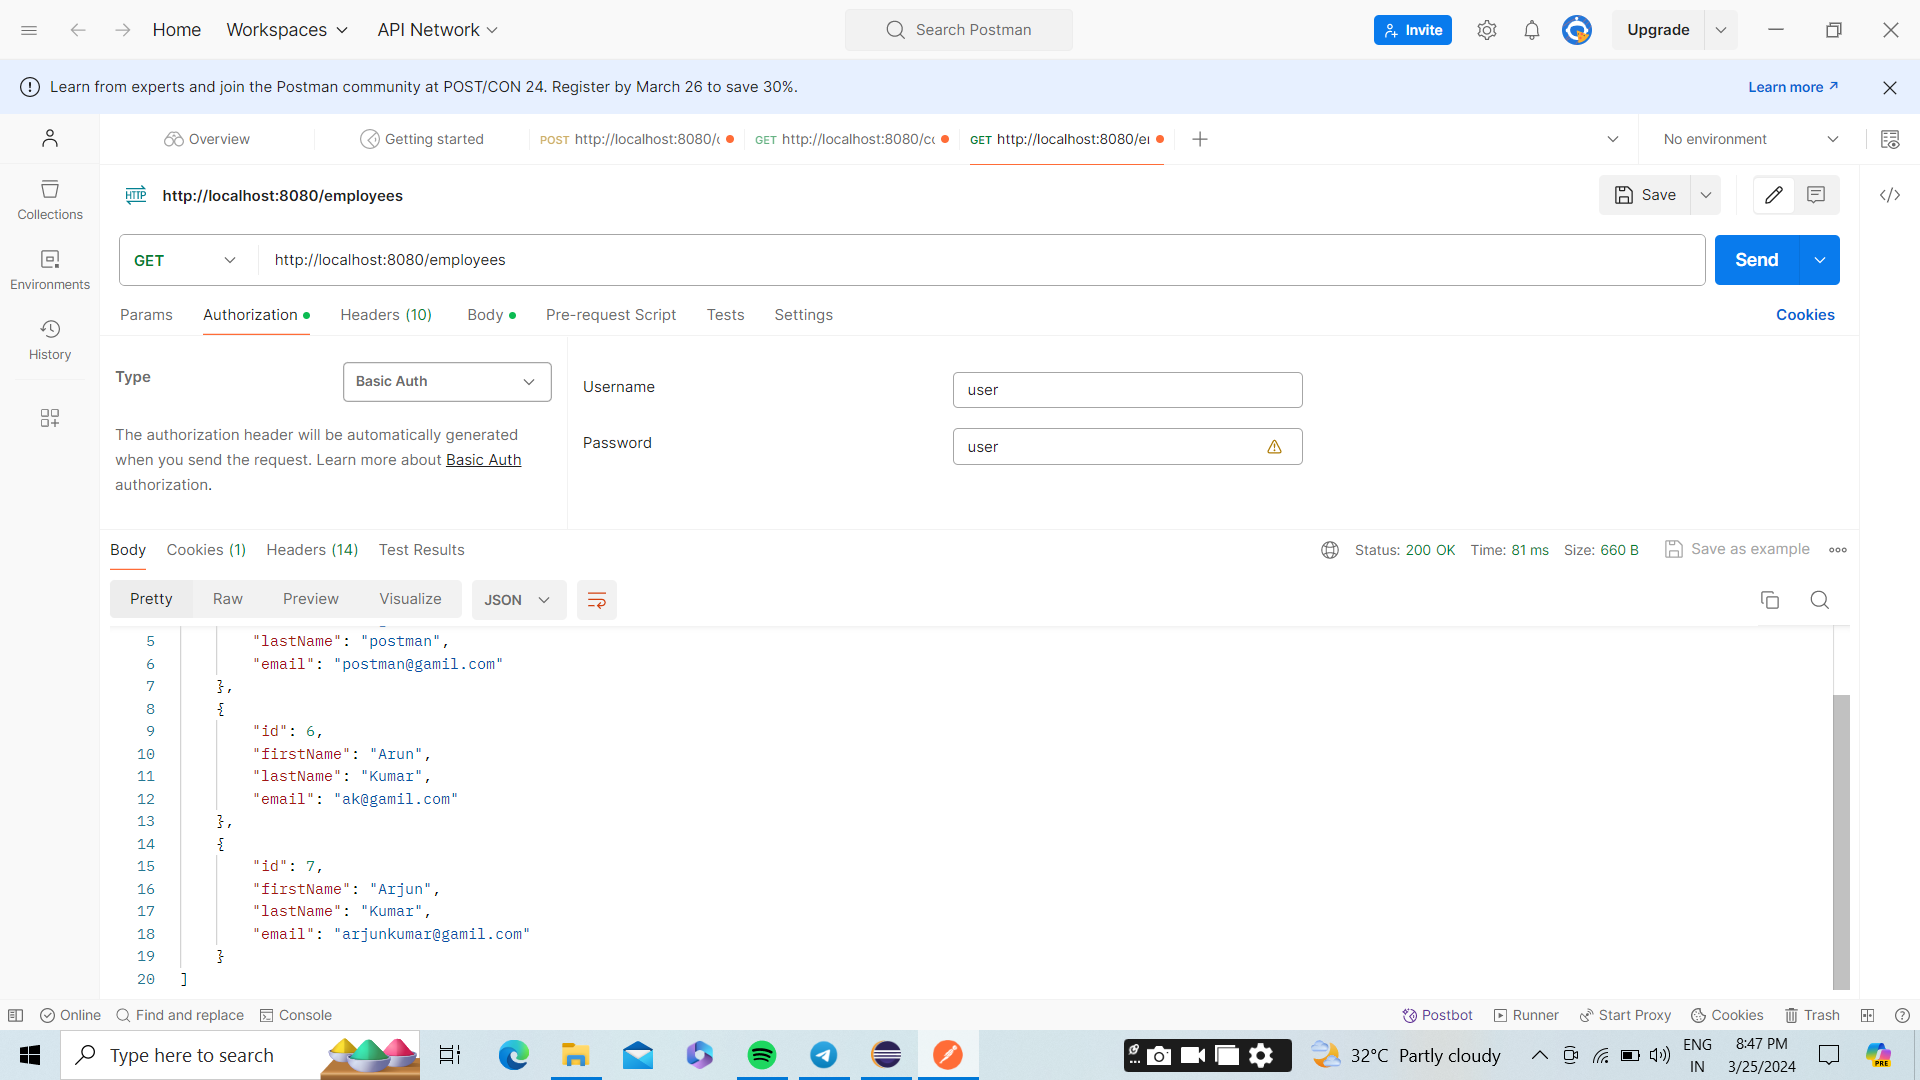 Home Workspaces API Network Search Postman Invite Upgrade
Learn from experts and join the Postman community at POST/CON 24. Register by March 26 to save 30%. Learn more
Overview Getting started POST http://localhost:8080/ GET http://localhost:8080/c GET http://localhost:8080/e No environment
HTTP http://localhost:8080/employees Save
Collections
GET http://localhost:8080/employees Send
Environments
Params Authorization Headers (10) Body Pre-request Script Tests Settings Cookies
History
Type Basic Auth
Username user
The authorization header will be automatically generated
when you send the request. Learn more about Basic Auth
authorization.
Password user
Body Cookies (1) Headers (14) Test Results Status: 200 OK Time: 81 ms Size: 660 B Save as example
Pretty Raw Preview Visualize JSON
5 "lastName": "postman",
6 "email": "postman@gamil.com"
7 },
8 {
9 "id": 6,
10 "firstName": "Arun",
11 "lastName": "Kumar",
12 "email": "ak@gamil.com"
13 },
14 {
15 "id": 7,
16 "firstName": "Arjun",
17 "lastName": "Kumar",
18 "email": "arjunkumar@gamil.com"
19 }
20 ]
Online Find and replace Console Postbot Runner Start Proxy Cookies Trash
Type here to search 32°C Partly cloudy ENG IN 8:47 PM 3/25/2024 PRE